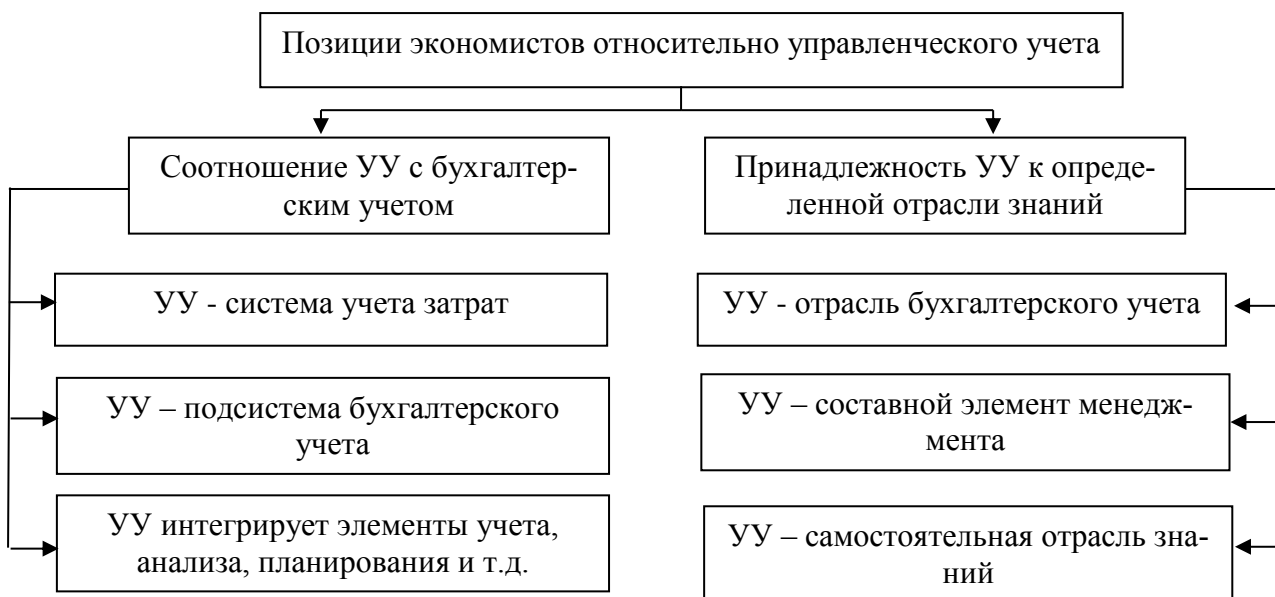 Позиции экономистов относительно управленческого учета
Соотношение УУ с бухгалтер-
ским учетом
Принадлежность УУ к опреде-
ленной отрасли знаний
УУ - система учета затрат
УУ – подсистема бухгалтерского
учета
УУ интегрирует элементы учета,
анализа, планирования и т.д.
УУ - отрасль бухгалтерского учета
УУ – составной элемент менедж-
мента
УУ – самостоятельная отрасль зна-
ний